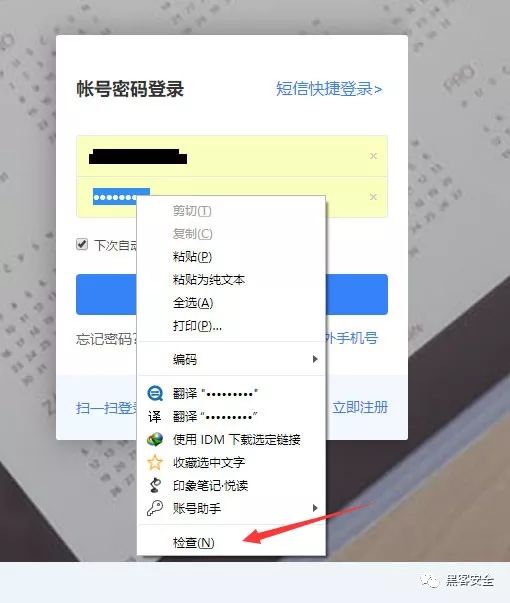 帐号密码登录
短信快捷登录>
下次自动
忘记密码?
外手机号
扫一扫登录
立即注册
剪切(T)
复制(C)
粘贴(P)
粘贴为纯文本
全选(A)
打印(P)...
编码
翻译 "•••••••••"
译 翻译 "•••••••••"
使用 IDM 下载选定链接
收藏选中文字
印象笔记·悦读
账号助手
检查(N)
黑客安全